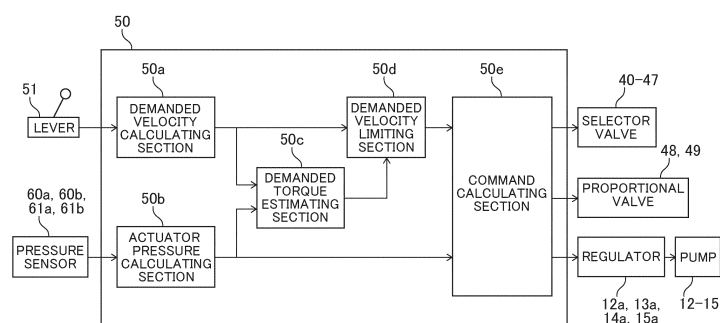 50
50a
50d
50e
40-47
51
LEVER
DEMANDED
VELOCITY
CALCULATING
SECTION
DEMANDED
VELOCITY
LIMITING
SECTION
SELECTOR
VALVE
50c
DEMANDED
TORQUE
ESTIMATING
SECTION
COMMAND
CALCULATING
SECTION
48, 49
PROPORTIONAL
VALVE
60a, 60b,
61a, 61b
50b
PRESSURE
SENSOR
ACTUATOR
PRESSURE
CALCULATING
SECTION
REGULATOR
PUMP
12a, 13a,
14a, 15a
12-15